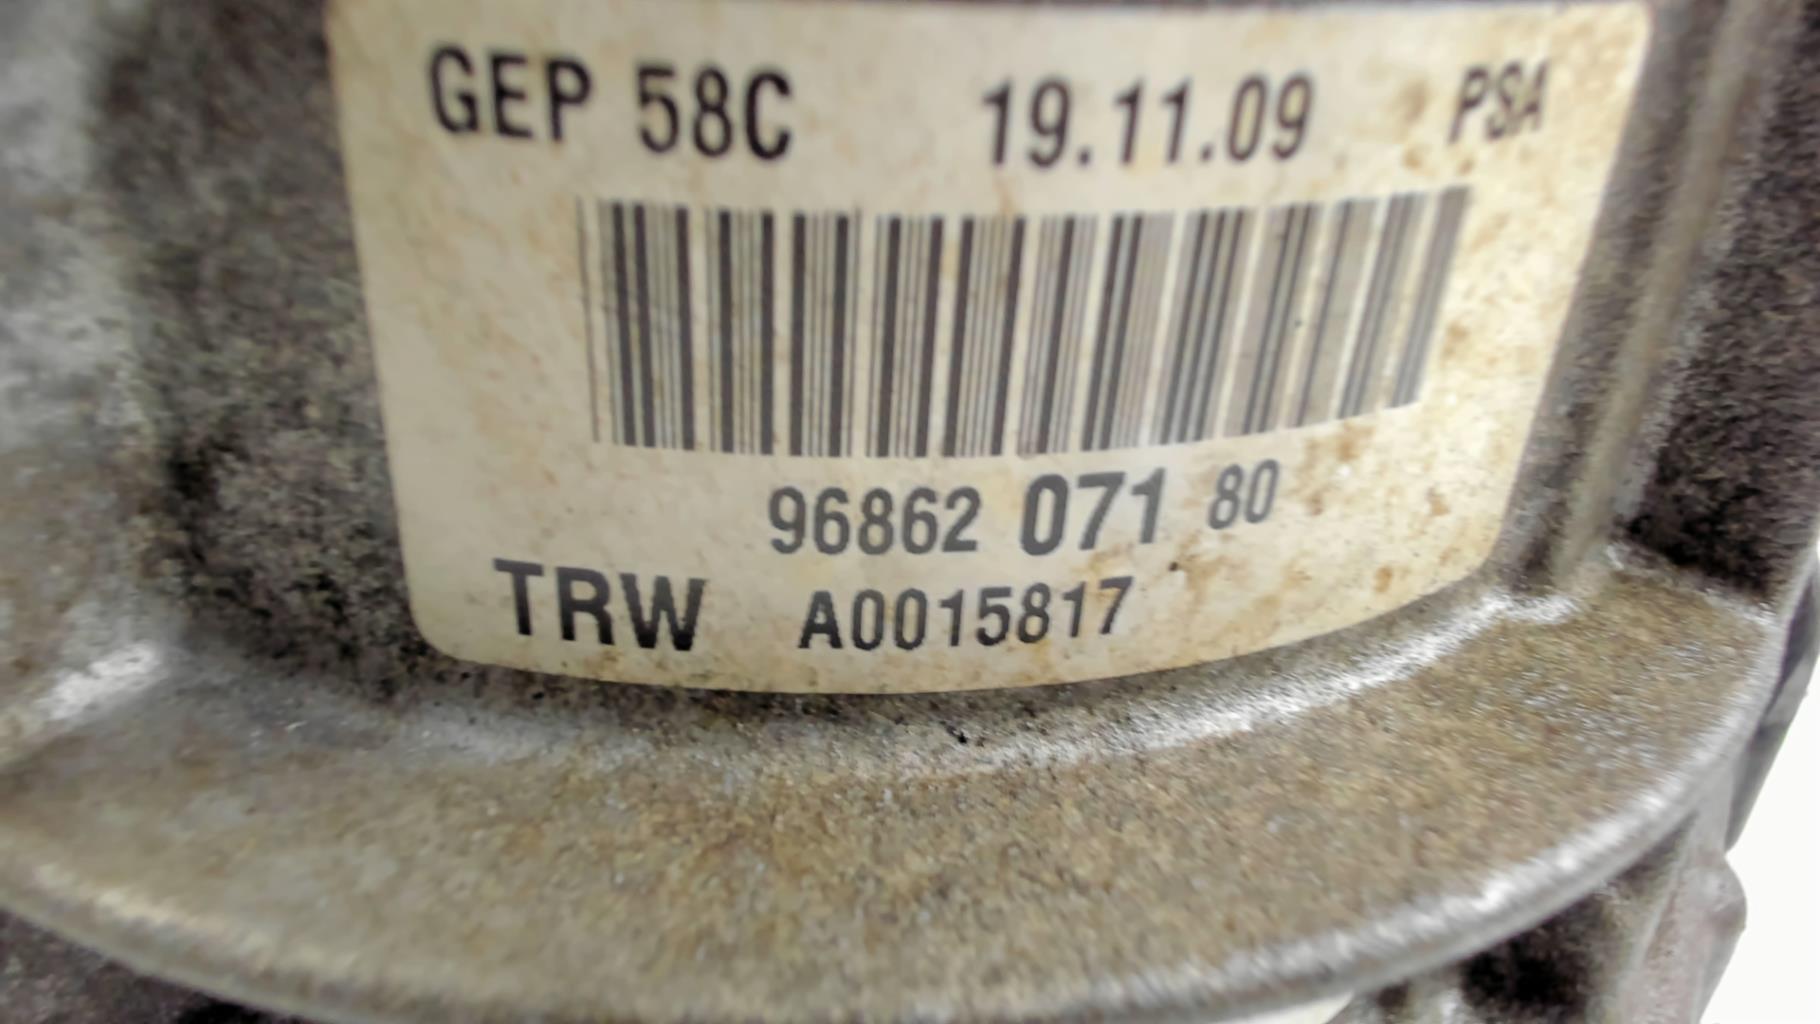 GEP 58C 19.11.09 PSA
96862 071 80
TRW A0015817